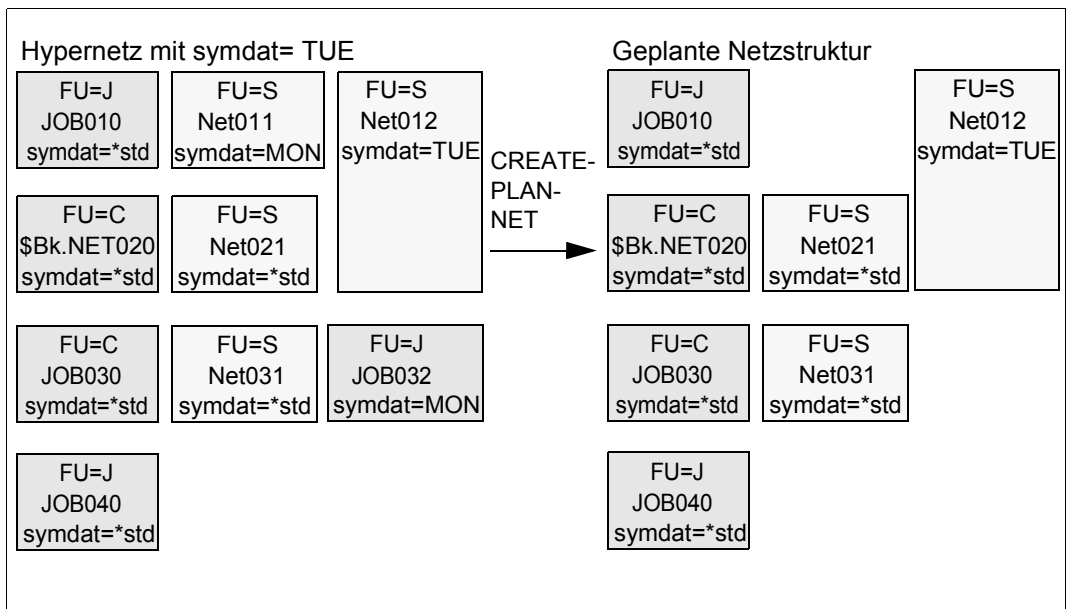 Hypernetz mit symdat= TUE
FU=J
JOB010
symdat=*std
FU=S
Net011
symdat=MON
FU=S
Net012
symdat=TUE
FU=C
$Bk.NET020
symdat=*std
FU=S
Net021
symdat=*std
FU=C
JOB030
symdat=*std
FU=S
Net031
symdat=*std
FU=J
JOB032
symdat=MON
FU=J
JOB040
symdat=*std
CREATE-
PLAN-
NET
Geplante Netzstruktur
FU=J
JOB010
symdat=*std
FU=S
Net012
symdat=TUE
FU=C
$Bk.NET020
symdat=*std
FU=S
Net021
symdat=*std
FU=C
JOB030
symdat=*std
FU=S
Net031
symdat=*std
FU=J
JOB040
symdat=*std